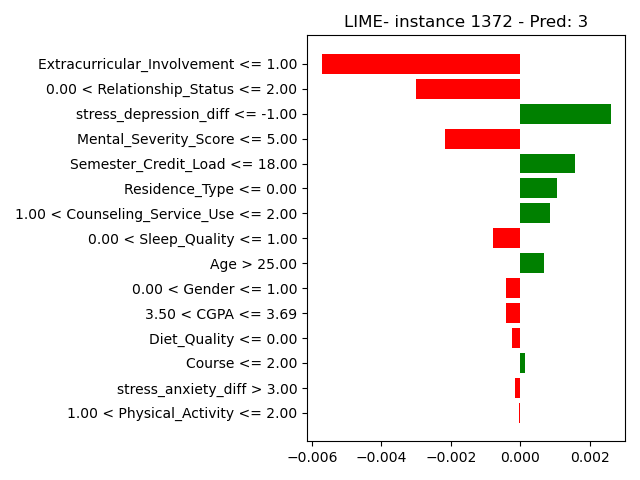 LIME- instance 1372 - Pred: 3
Extracurricular_Involvement <= 1.00
0.00 < Relationship_Status <= 2.00
stress_depression_diff <= -1.00
Mental_Severity_Score <= 5.00
Semester_Credit_Load <= 18.00
Residence_Type <= 0.00
1.00 < Counseling_Service_Use <= 2.00
0.00 < Sleep_Quality <= 1.00
Age > 25.00
0.00 < Gender <= 1.00
3.50 < CGPA <= 3.69
Diet_Quality <= 0.00
Course <= 2.00
stress_anxiety_diff > 3.00
1.00 < Physical_Activity <= 2.00
−0.006 −0.004 −0.002 0.000 0.002